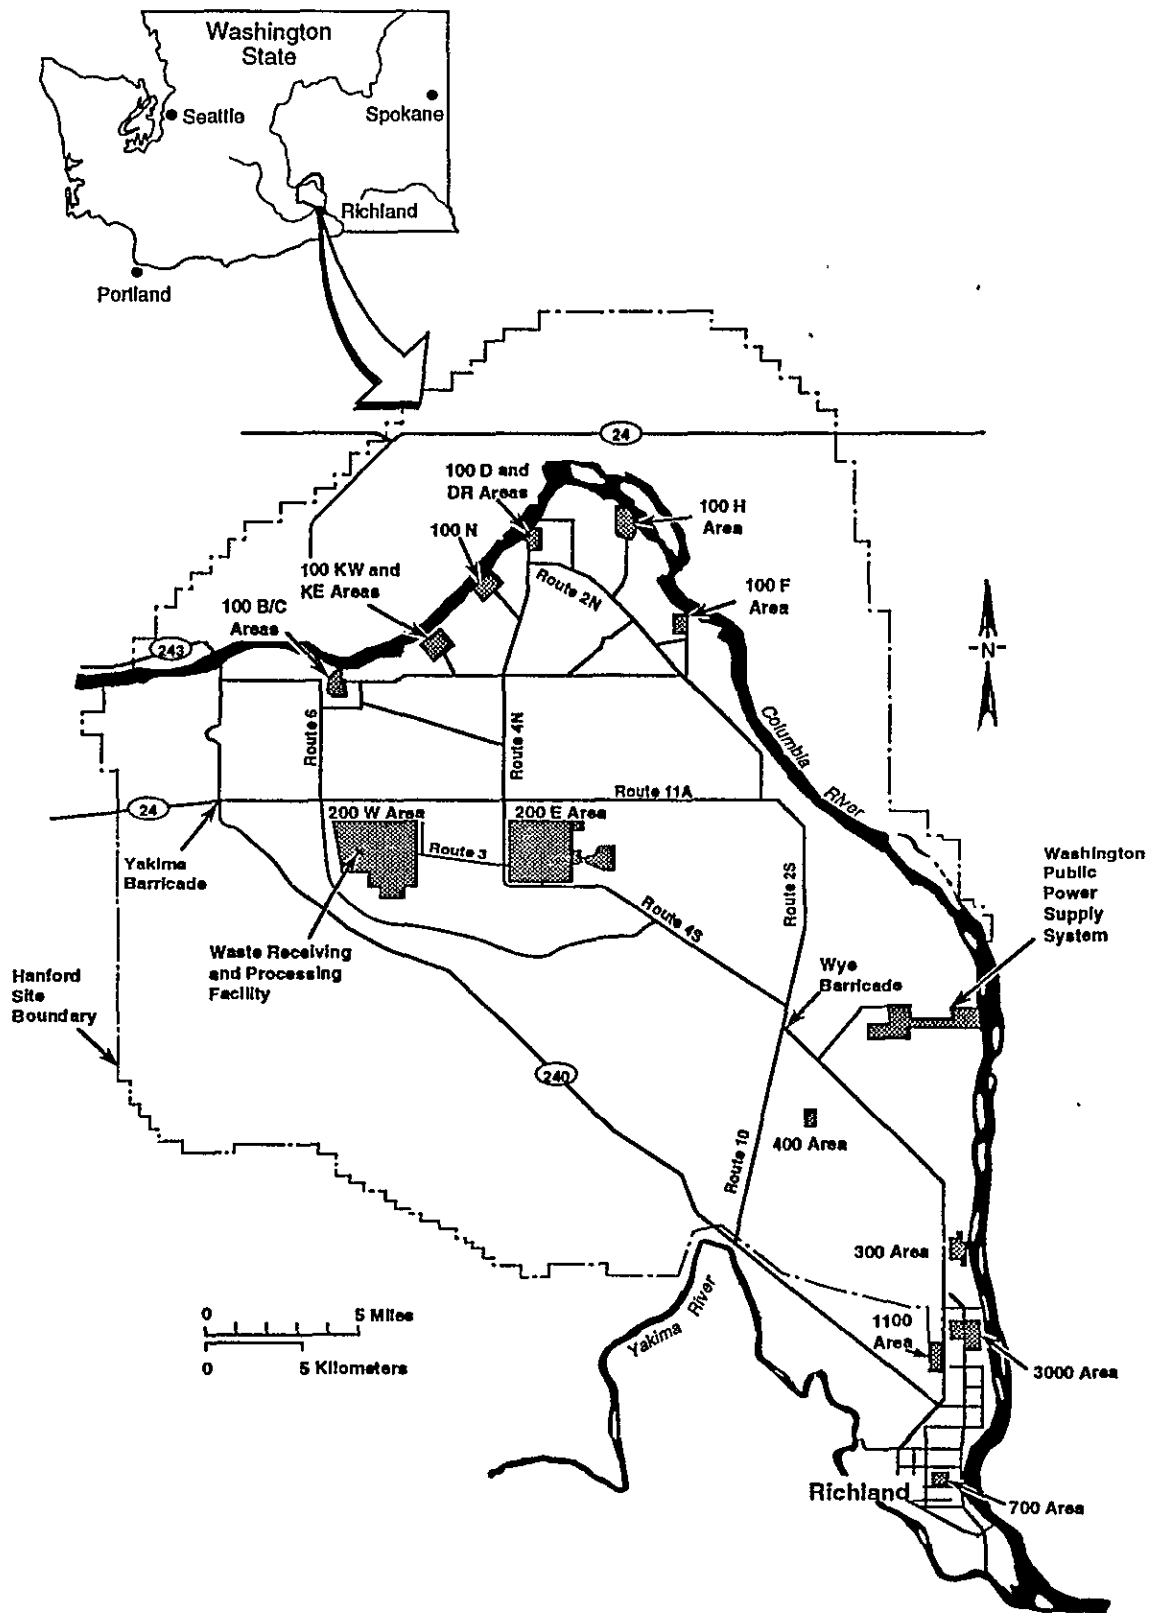 Washington
State
Seattle
Spokane
Richland
Portland
24
100 D and
DR Areas
100 H
Area
100 N
100 KW and
KE Areas
Route 2N
100 F
Area
100 B/C
Areas
243
N
Route 6
Route 4N
Columbia
River
Route 11A
24
200 W Area
200 E Area
Route 3
Yakima
Barricade
Route 2S
Washington
Public
Power
Supply
System
Route 4S
Waste Receiving
and Processing
Facility
Wye
Barricade
Hanford
Site
Boundary
240
400 Area
Route 10
300 Area
0 5 Miles
0 5 Kilometers
Yakima River
1100
Area
3000 Area
Richland
700 Area